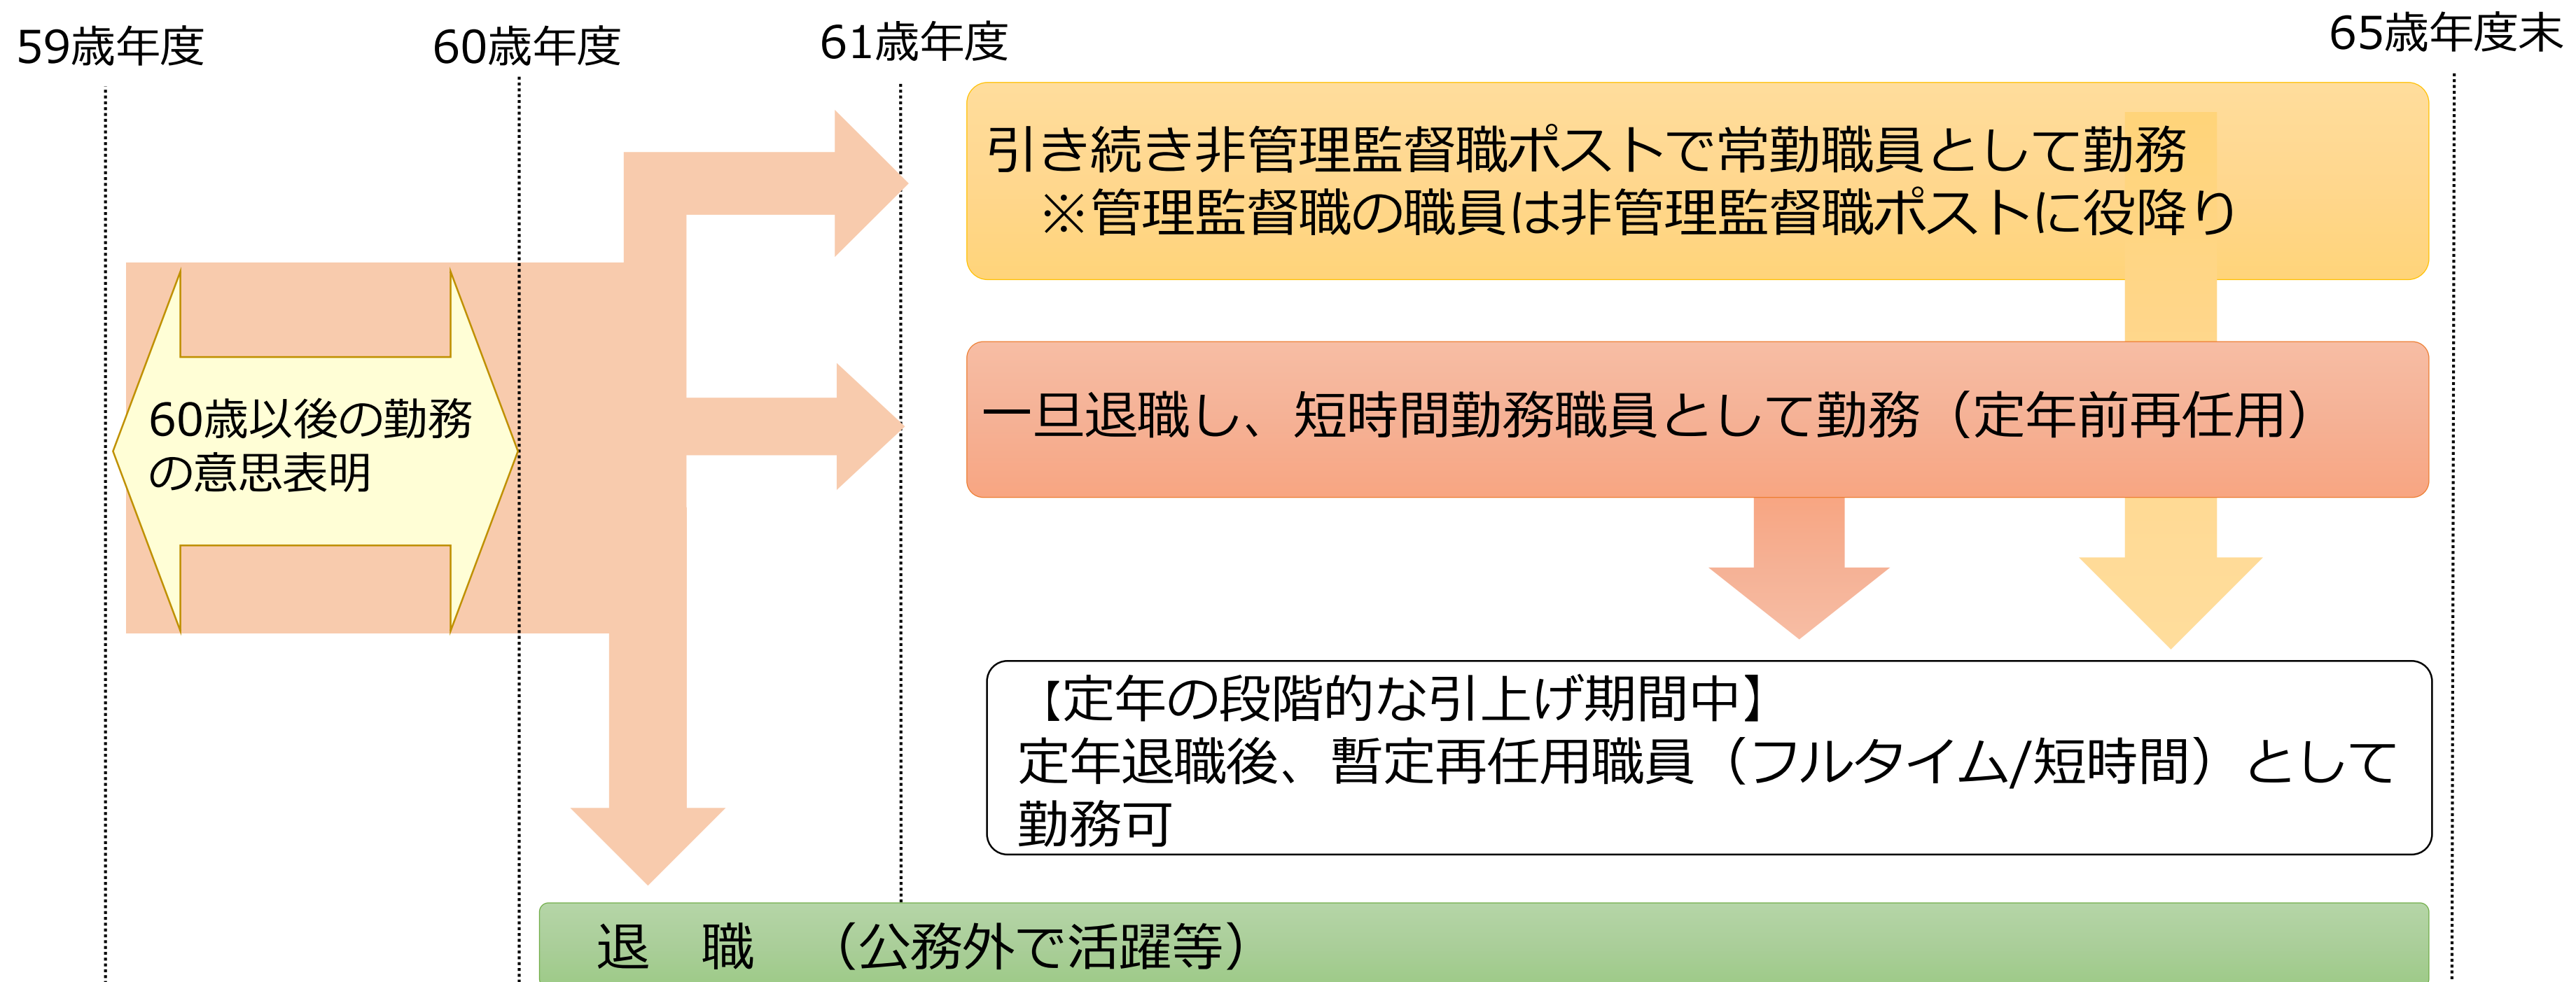 59歳年度
60歳年度
61歳年度
65歳年度末
引き続き非管理監督職ポストで常勤職員として勤務
※管理監督職の職員は非管理監督職ポストに役降り
60歳以後の勤務
の意思表明
一旦退職し、短時間勤務職員として勤務（定年前再任用）
【定年の段階的な引上げ期間中】
定年退職後、暫定再任用職員（フルタイム/短時間）として
勤務可
退　職　（公務外で活躍等）